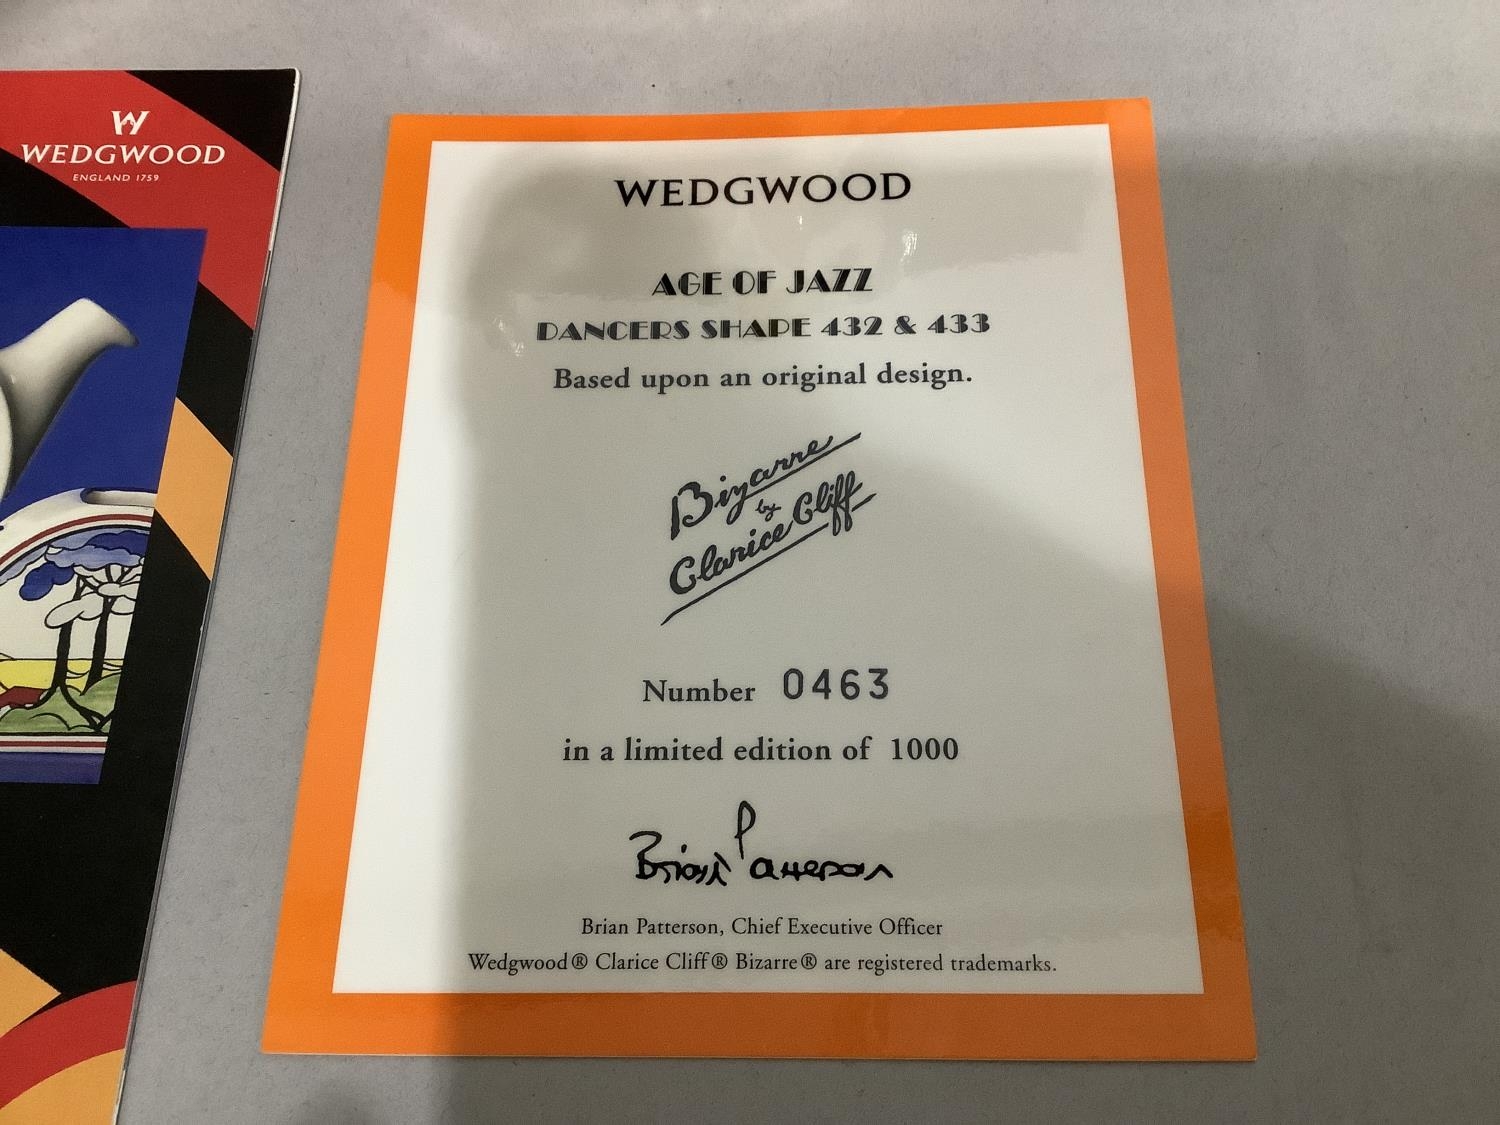 W
WEDGWOOD
ENGLAND 1759
WEDGWOOD
AGE OF JAZZ
DANCERS SHAPE 432 & 433
Based upon an original design.
Bizarre
by
Clarice Cliff
Number 0463
in a limited edition of 1000
Brian Patterson
Brian Patterson, Chief Executive Officer
Wedgwood® Clarice Cliff® Bizarre® are registered trademarks.